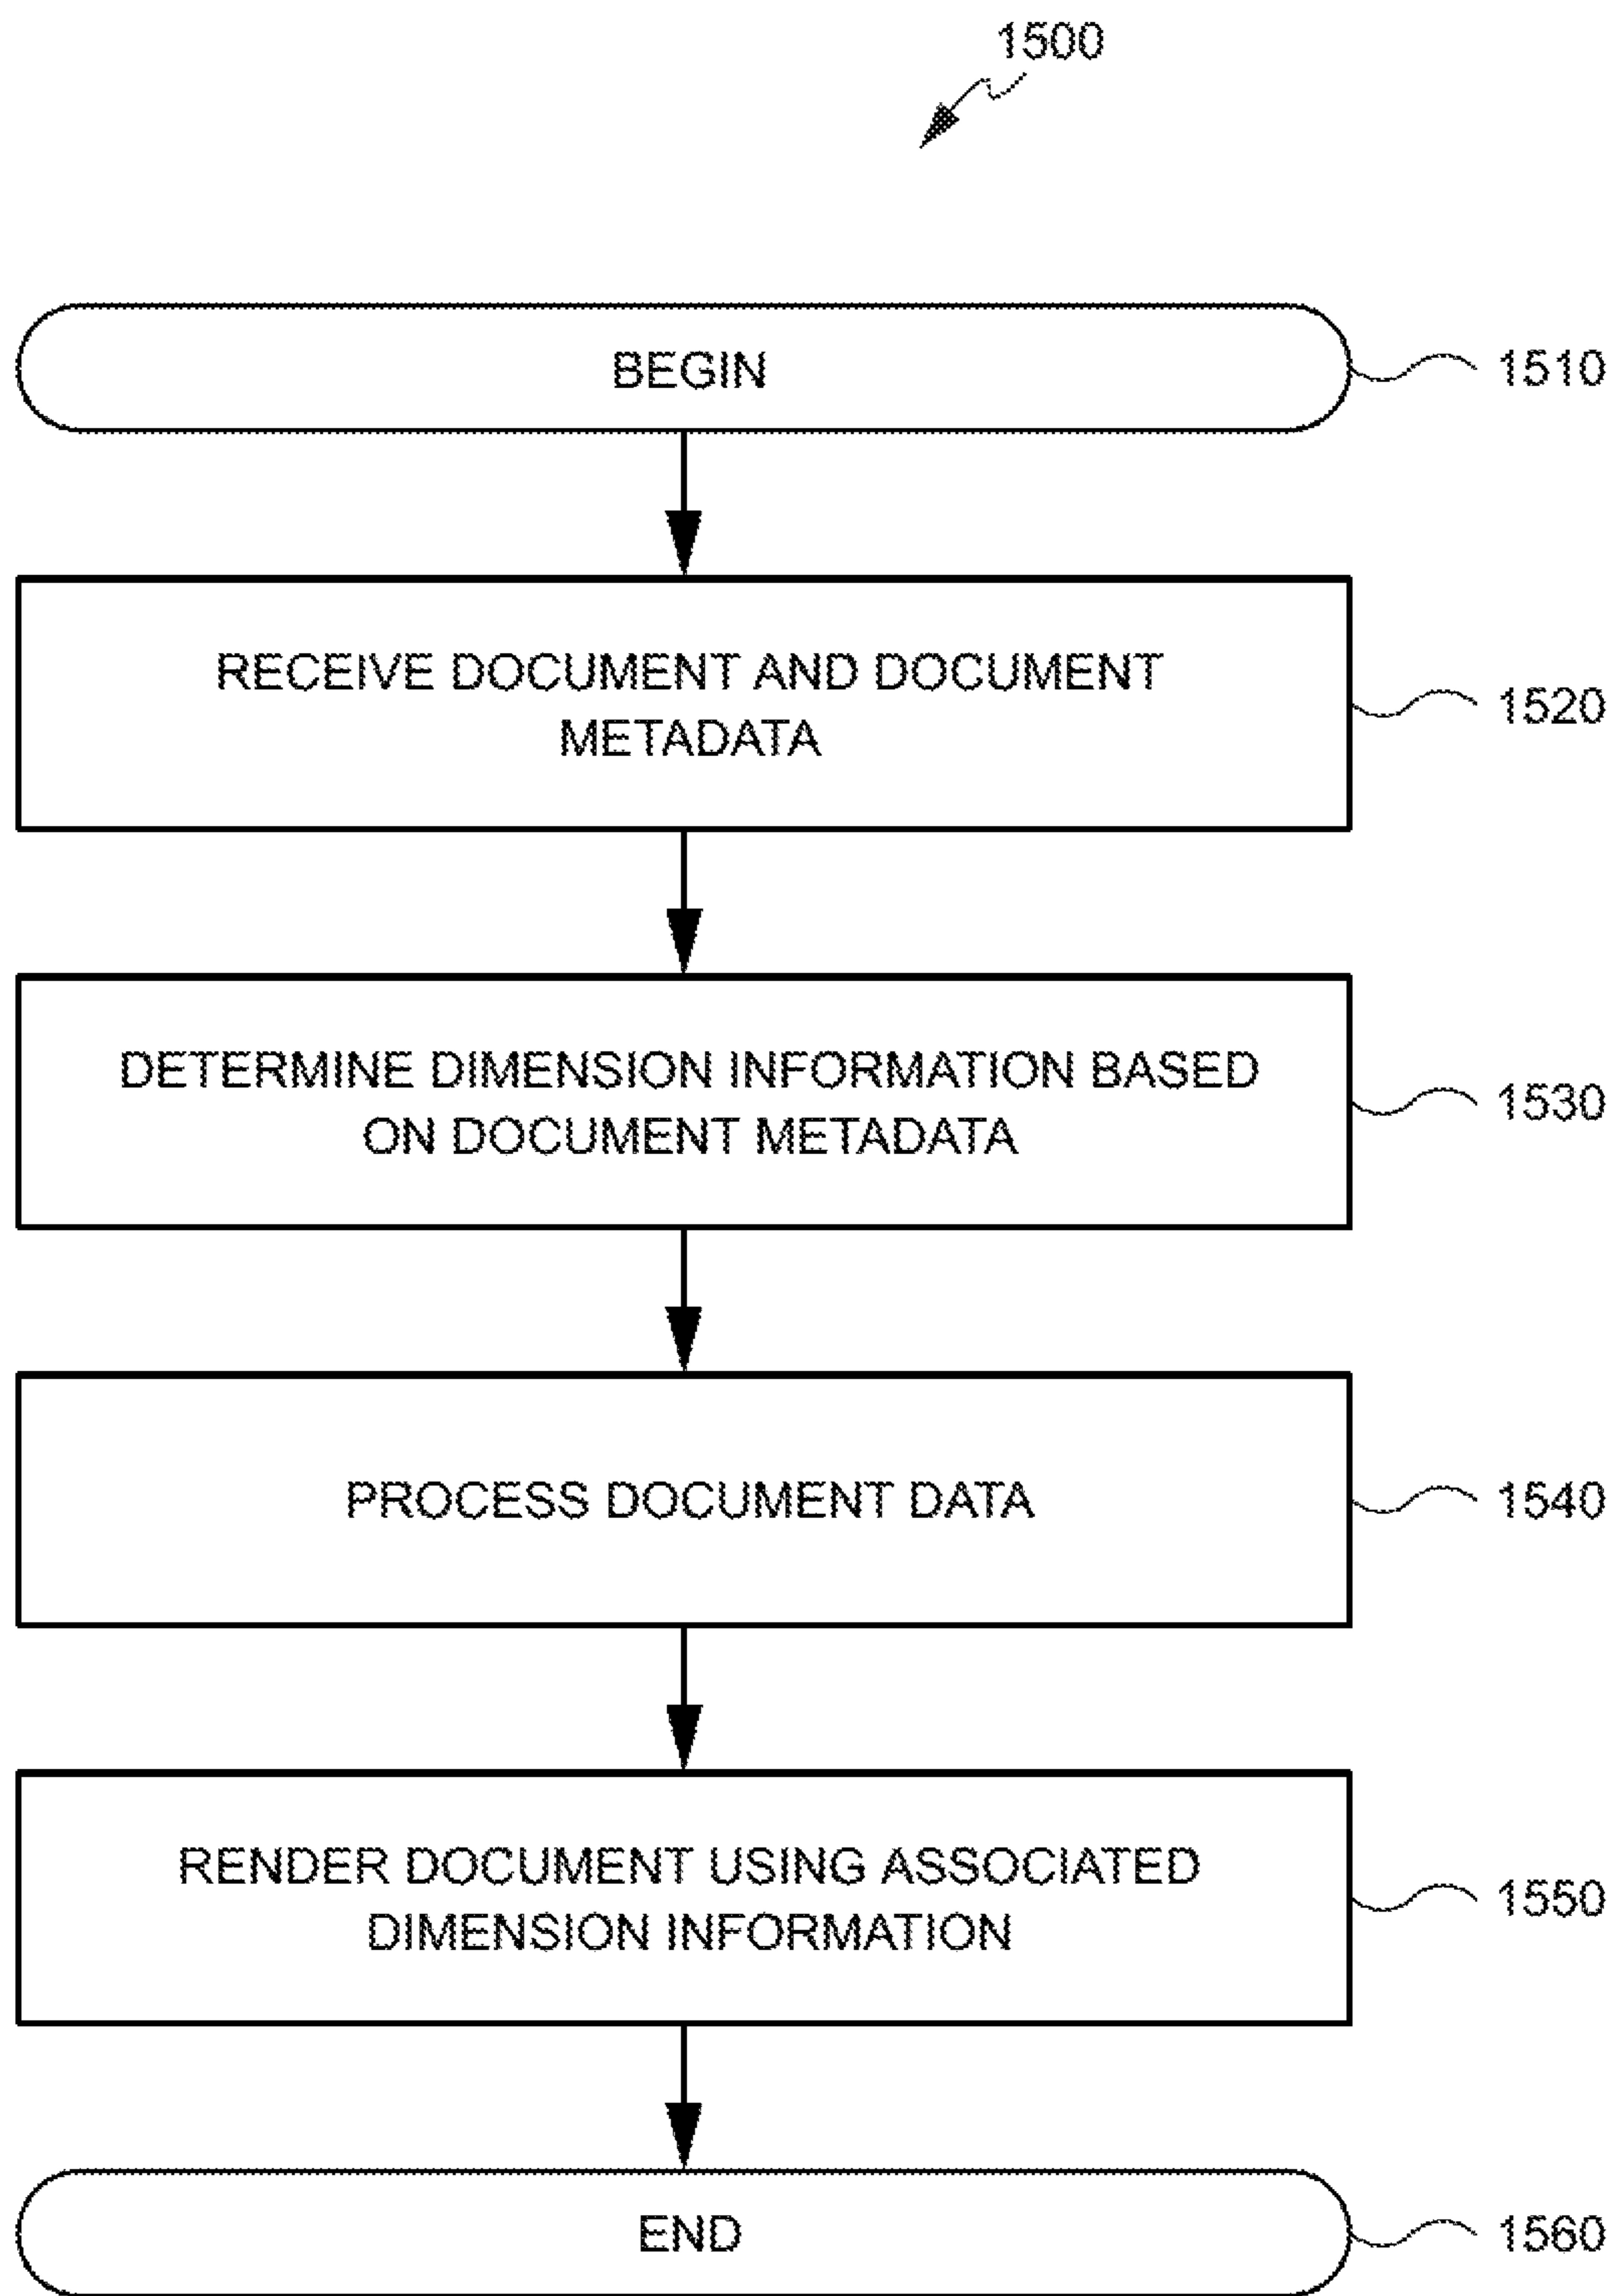 1500
BEGIN
1510
RECEIVE DOCUMENT AND DOCUMENT
METADATA
1520
DETERMINE DIMENSION INFORMATION BASED
ON DOCUMENT METADATA
1530
PROCESS DOCUMENT DATA
1540
RENDER DOCUMENT USING ASSOCIATED
DIMENSION INFORMATION
1550
END
1560